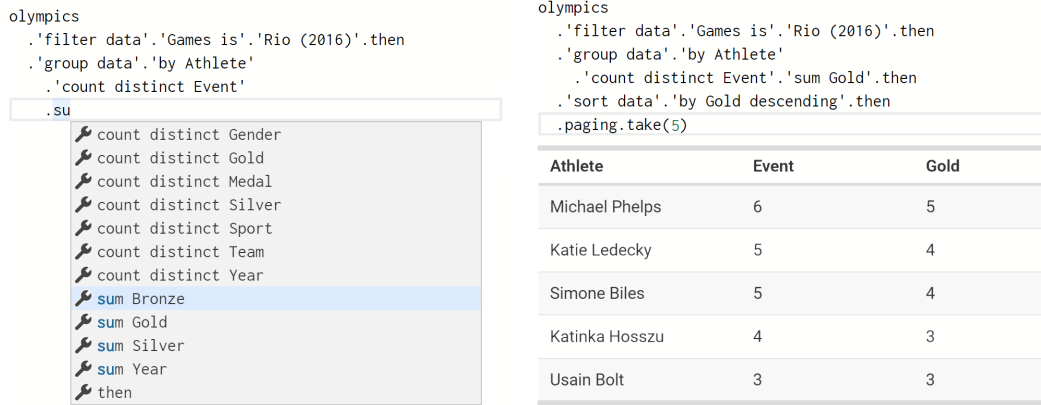 olympics
.'filter data'.'Games is'.'Rio (2016)'.then
.'group data'.'by Athlete'
.'count distinct Event'
.su
count distinct Gender
count distinct Gold
count distinct Medal
count distinct Silver
count distinct Sport
count distinct Team
count distinct Year
sum Bronze
sum Gold
sum Silver
sum Year
then
olympics
.'filter data'.'Games is'.'Rio (2016)'.then
.'group data'.'by Athlete'
.'count distinct Event'.'sum Gold'.then
.'sort data'.'by Gold descending'.then
.paging.take(5)
Athlete Event Gold
Michael Phelps 6 5
Katie Ledecky 5 4
Simone Biles 5 4
Katinka Hosszu 4 3
Usain Bolt 3 3